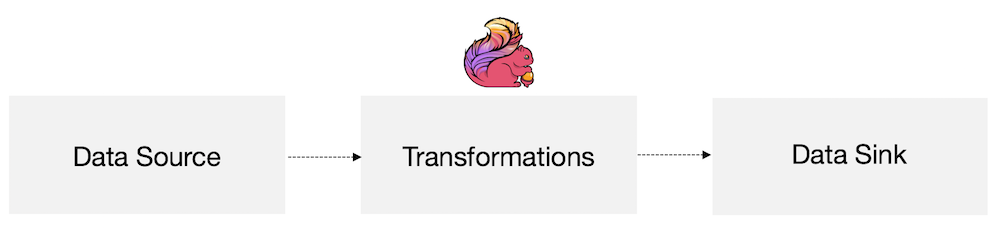 Data Source
Transformations
Data Sink